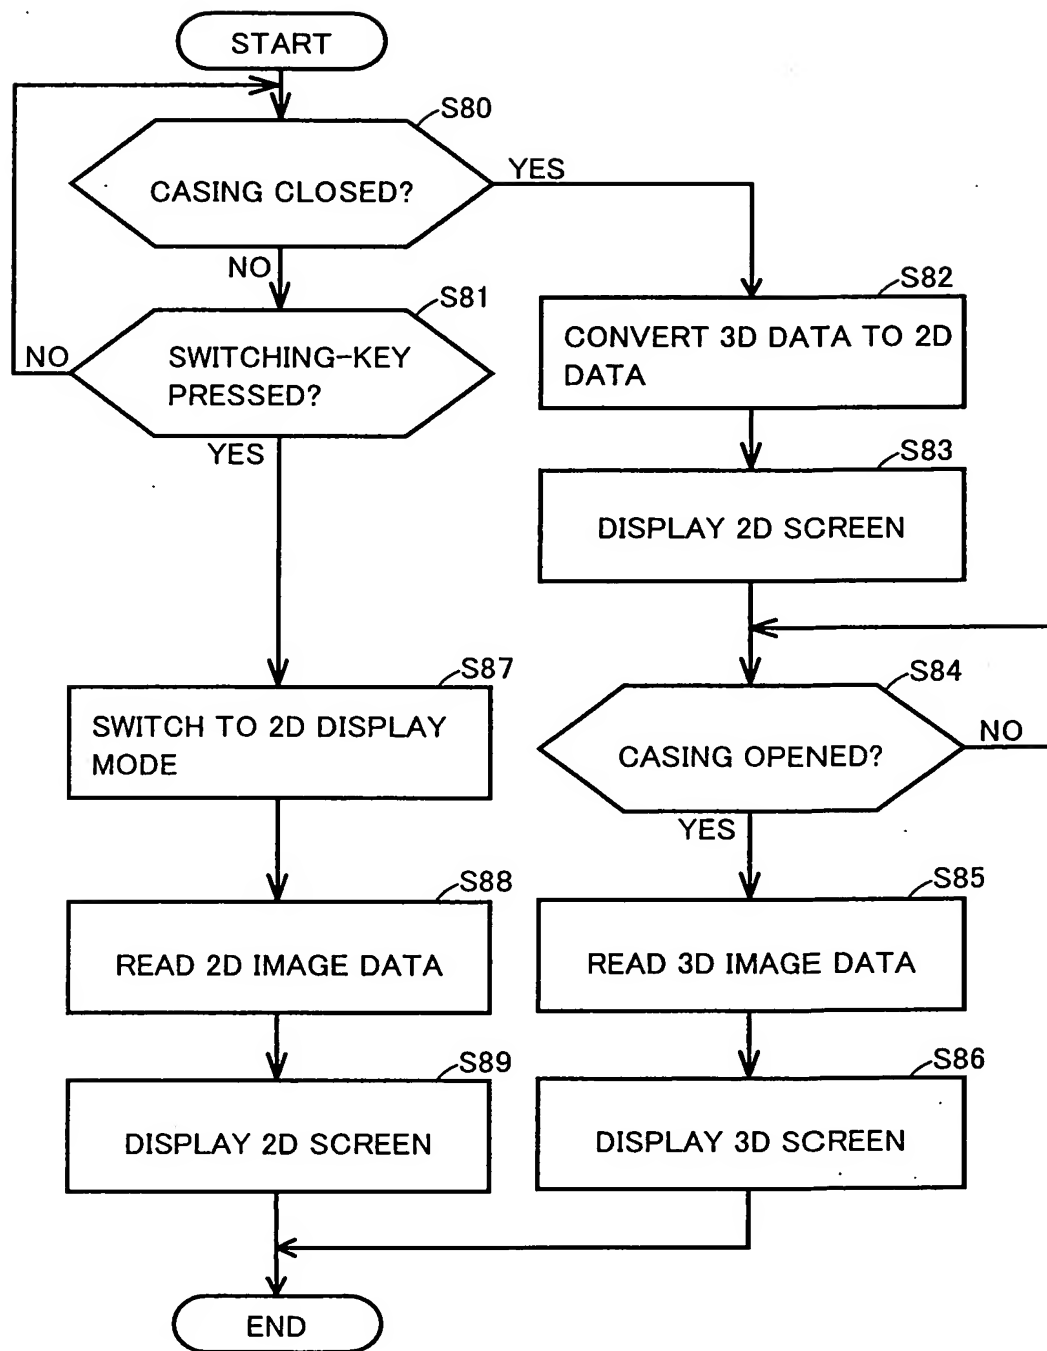 START
S80
CASING CLOSED?
YES
NO
S81
SWITCHING-KEY
PRESSED?
NO
YES
S82
CONVERT 3D DATA TO 2D
DATA
S83
DISPLAY 2D SCREEN
S87
SWITCH TO 2D DISPLAY
MODE
S84
CASING OPENED?
NO
YES
S88
READ 2D IMAGE DATA
S85
READ 3D IMAGE DATA
S89
DISPLAY 2D SCREEN
S86
DISPLAY 3D SCREEN
END